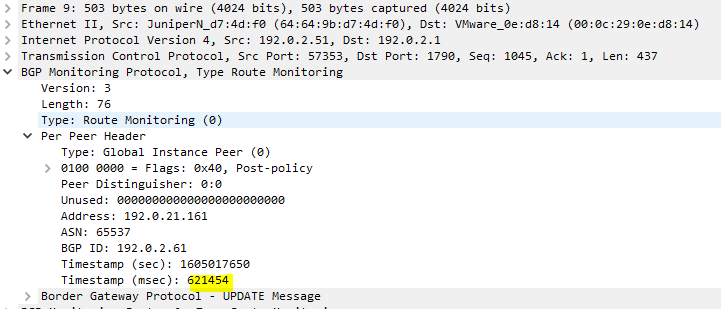 Frame 9: 503 bytes on wire (4024 bits), 503 bytes captured (4024 bits)
Ethernet II, Src: JuniperN_d7:4d:f0 (64:64:9b:d7:4d:f0), Dst: VMware_0e:d8:14 (00:0c:29:0e:d8:14)
Internet Protocol Version 4, Src: 192.0.2.51, Dst: 192.0.2.1
Transmission Control Protocol, Src Port: 57353, Dst Port: 1790, Seq: 1045, Ack: 1, Len: 437
BGP Monitoring Protocol, Type Route Monitoring
Version: 3
Length: 76
Type: Route Monitoring (0)
Per Peer Header
Type: Global Instance Peer (0)
0100 0000 = Flags: 0x40, Post-policy
Peer Distinguisher: 0:0
Unused: 000000000000000000000000
Address: 192.0.21.161
ASN: 65537
BGP ID: 192.0.2.61
Timestamp (sec): 1605017650
Timestamp (msec): 621454
Border Gateway Protocol - UPDATE Message